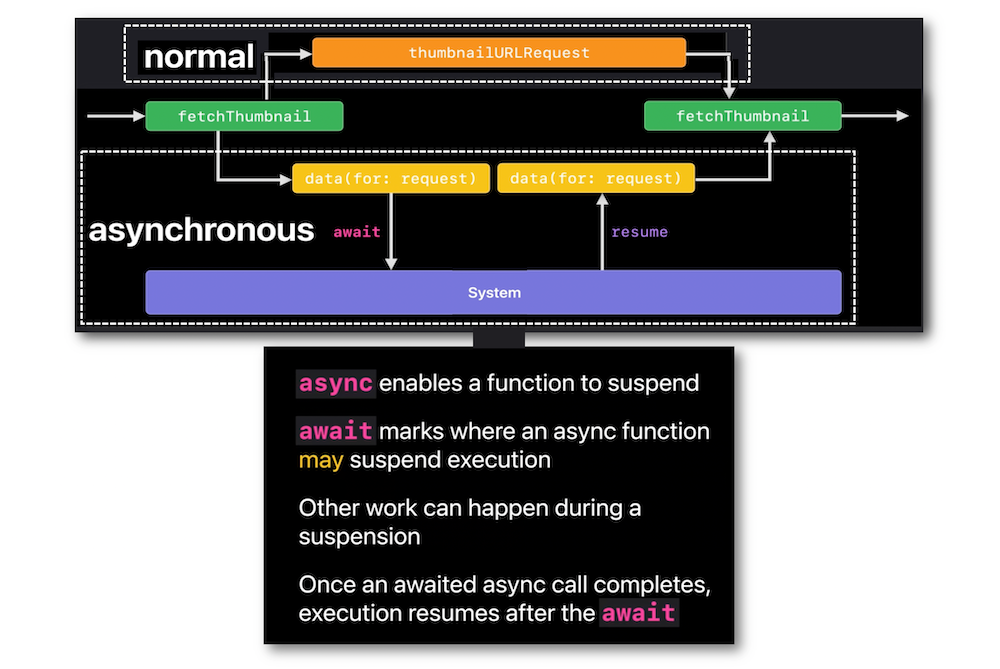 normal
thumbnailURLRequest
fetchThumbnail
fetchThumbnail
data(for: request)
data(for: request)
asynchronous
await
resume
System
async enables a function to suspend
await marks where an async function
may suspend execution
Other work can happen during a
suspension
Once an awaited async call completes,
execution resumes after the await